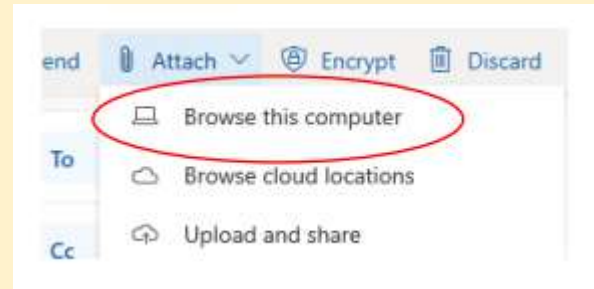 end Attach Encrypt Discard
Browse this computer
To
Browse cloud locations
Upload and share
Cc